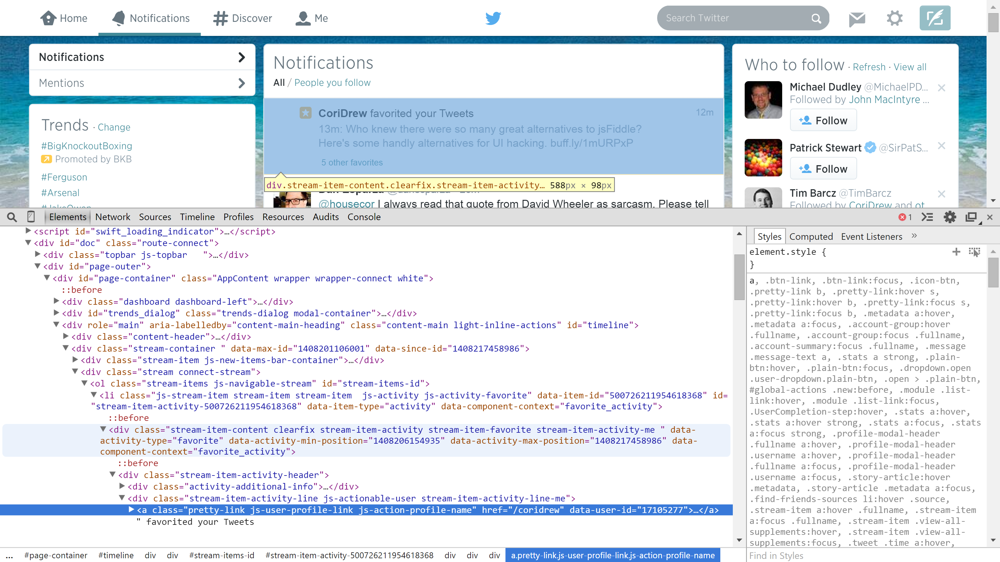 Home
Notifications
Discover
Me
Search Twitter
Notifications
Mentions
Trends · Change
#BigKnockoutBoxing
Promoted by BKB
#Ferguson
#Arsenal
Notifications
All / People you follow
CoriDrew favorited your Tweets 12m
13m: Who knew there were so many great alternatives to jsFiddle?
Here's some handly alternatives for UI hacking. buff.ly/1mURPxP
5 other favorites
div.stream-item-content.clearfix.stream-item-activity… 588px × 98px
@housecor I always read that quote from David Wheeler as sarcasm. Please tell
Who to follow · Refresh · View all
Michael Dudley @MichaelPD...
Followed by John MacIntyre ...
Follow
Patrick Stewart @SirPatS...
Follow
Tim Barcz @TimBarcz
Followed by CoriDrew and ot
Elements Network Sources Timeline Profiles Resources Audits Console
1
<script id="swift_loading_indicator">…</script>
<div id="doc" class="route-connect">
<div class="topbar js-topbar   ">…</div>
<div id="page-outer">
<div id="page-container" class="AppContent wrapper wrapper-connect white">
::before
<div class="dashboard dashboard-left">…</div>
<div id="trends_dialog" class="trends-dialog modal-container">…</div>
<div role="main" aria-labelledby="content-main-heading" class="content-main light-inline-actions" id="timeline">
<div class="content-header">…</div>
<div class="stream-container " data-max-id="1408201106001" data-since-id="1408217458986">
<div class="stream-item js-new-items-bar-container">…</div>
<div class="stream connect-stream">
<ol class="stream-items js-navigable-stream" id="stream-items-id">
<li class="js-stream-item stream-item stream-item  js-activity js-activity-favorite" data-item-id="500726211954618368" id=
"stream-item-activity-500726211954618368" data-item-type="activity" data-component-context="favorite_activity">
::before
<div class="stream-item-content clearfix stream-item-activity stream-item-favorite stream-item-activity-me " data-
activity-type="favorite" data-activity-min-position="1408206154935" data-activity-max-position="1408217458986" data-
component-context="favorite_activity">
::before
<div class="stream-item-activity-header">
<div class="activity-additional-info">…</div>
<div class="stream-item-activity-line js-actionable-user stream-item-activity-line-me">
<a class="pretty-link js-user-profile-link js-action-profile-name" href="/coridrew" data-user-id="17105277">…</a>
" favorited your Tweets
... #page-container #timeline div div #stream-items-id #stream-item-activity-500726211954618368 div div div a.pretty-link.js-user-profile-link.js-action-profile-name
Styles Computed Event Listeners »
element.style {
}
a, .btn-link, .btn-link:focus, .icon-btn,
.pretty-link b, .pretty-link:hover s,
.pretty-link:hover b, .pretty-link:focus s,
.pretty-link:focus b, .metadata a:hover,
.metadata a:focus, .account-group:hover
.fullname, .account-group:focus .fullname,
.account-summary:focus .fullname, .message
.message-text a, .stats a strong, .plain-
btn:hover, .plain-btn:focus, .dropdown.open
.user-dropdown.plain-btn, .open > .plain-btn,
#global-actions .new:before, .module .list-
link:hover, .module .list-link:focus,
.UserCompletion-step:hover, .stats a:hover,
.stats a:hover strong, .stats a:focus, .stats
a:focus strong, .profile-modal-header
.fullname a:hover, .profile-modal-header
.username a:hover, .profile-modal-header
.fullname a:focus, .profile-modal-header
.username a:focus, .story-article:hover
.metadata, .story-article .metadata a:focus,
.find-friends-sources li:hover .source,
.stream-item a:hover .fullname, .stream-item
a:focus .fullname, .stream-item .view-all-
supplements:hover, .stream-item .view-all-
supplements:focus, .tweet .time a:hover,
Find in Styles